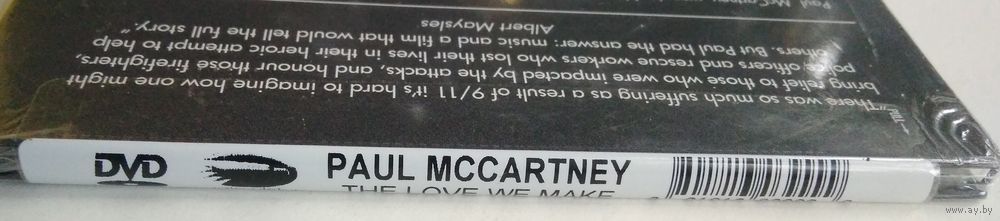 "There was so much suffering as a result of 9/11 it's hard to imagine how one might
bring relief to those who were impacted by the attacks, and honour those firefighters,
police officers and rescue workers who lost their lives in their heroic attempt to help
others. But Paul had the answer: music and a film that would tell the full story."
Albert Maysles
Paul McCartney
PULL
DVD
PAUL MCCARTNEY
THE LOVE WE MAKE
www.ay.by